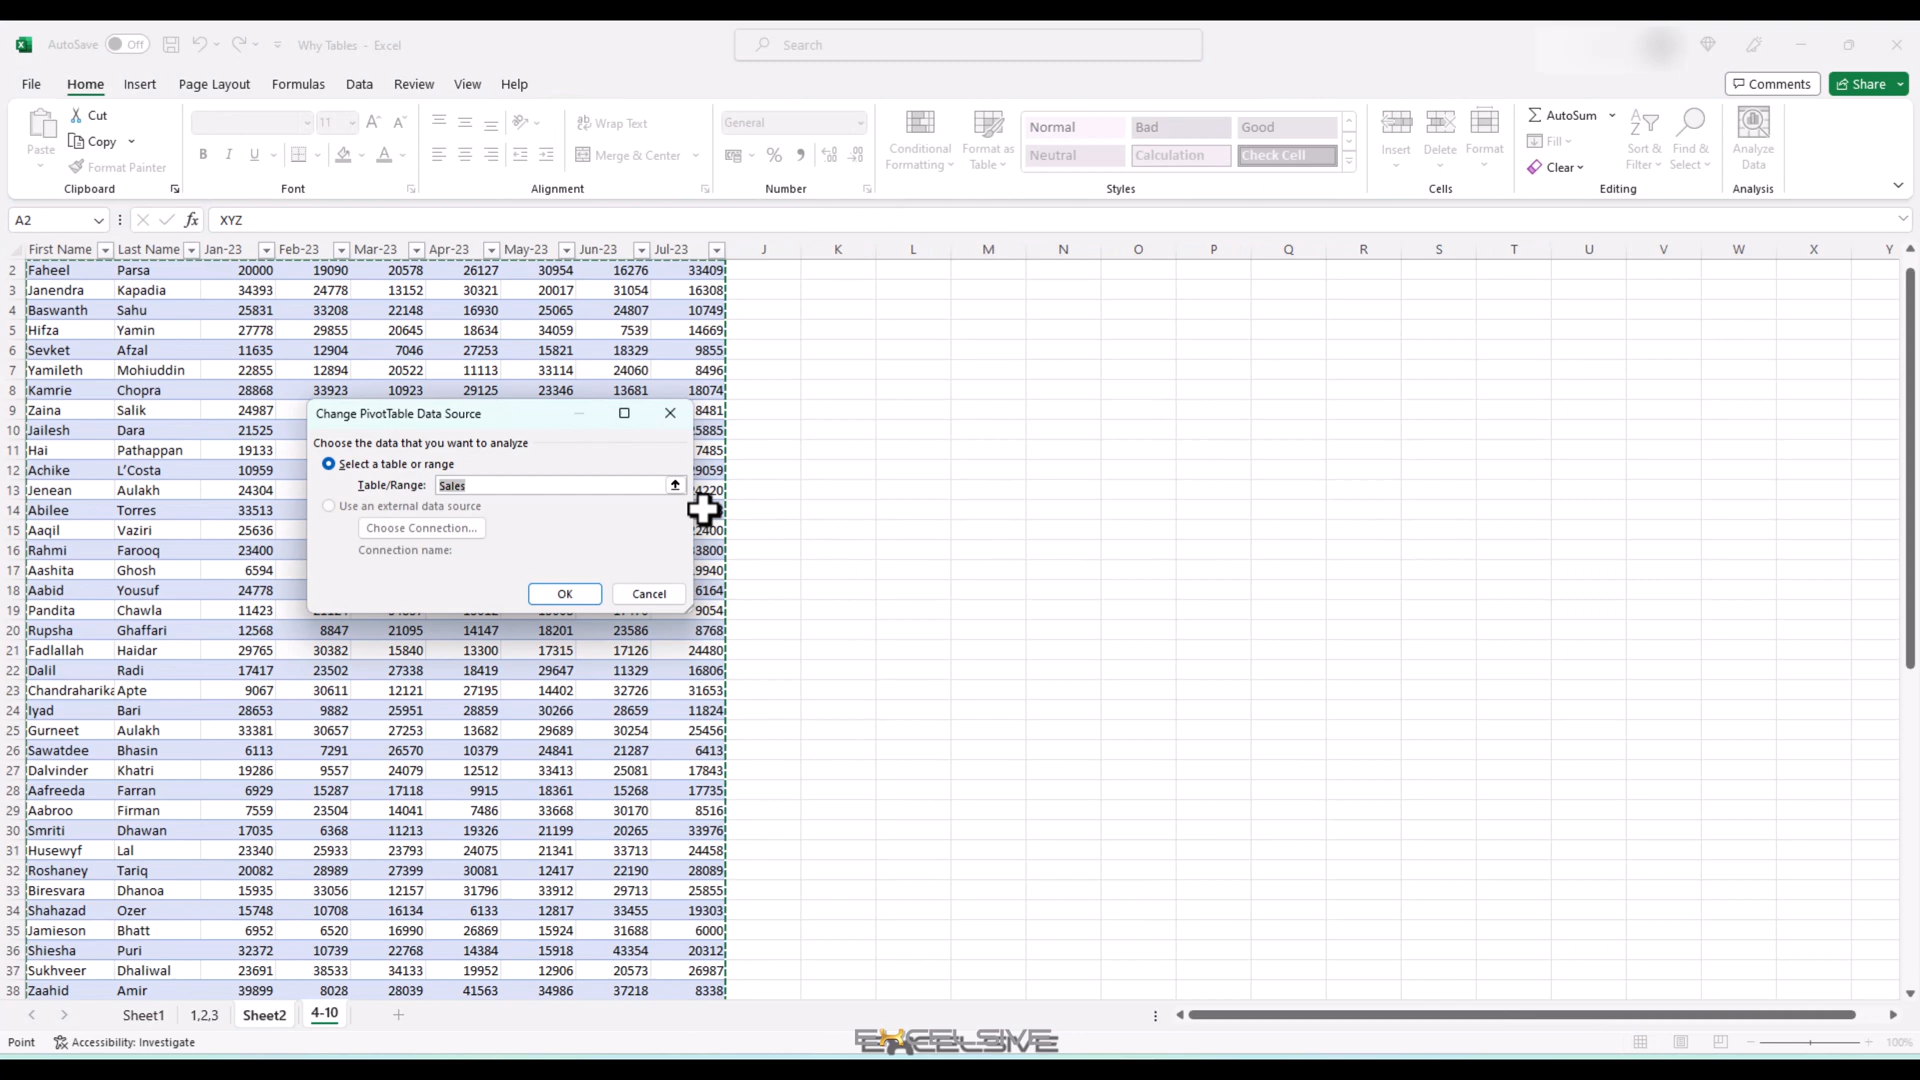 AutoSave Off Why Tables - Excel Search
File Home Insert Page Layout Formulas Data Review View Help Comments Share
Cut
Copy
Format Painter
Paste
Clipboard
11
B I U A
Font
Wrap Text
Merge & Center
Alignment
General
%
Number
Conditional Formatting
Format as Table
Normal Bad Good
Neutral Calculation Check Cell
Styles
Insert Delete Format
Cells
AutoSum
Fill
Clear
Sort & Filter
Find & Select
Editing
Analyze Data
Analysis
A2 fx XYZ
First Name Last Name Jan-23 Feb-23 Mar-23 Apr-23 May-23 Jun-23 Jul-23 J K L M N O P Q R S T U V W X Y
2 Faheel Parsa 20000 19090 20578 26127 30954 16276 33409
3 Janendra Kapadia 34393 24778 13152 30321 20017 31054 16308
4 Baswanth Sahu 25831 33208 22148 16930 25065 24807 10749
5 Hifza Yamin 27778 29855 20645 18634 34059 7539 14669
6 Sevket Afzal 11635 12904 7046 27253 15821 18329 9855
7 Yamileth Mohiuddin 22855 12894 20522 11113 33114 24060 8496
8 Kamrie Chopra 28868 33923 10923 29125 23346 13681 18074
9 Zaina Salik 24987 8481
10 Jailesh Dara 21525 25885
11 Hai Pathappan 19133 7485
12 Achike L’Costa 10959 29059
13 Jenean Aulakh 24304 24220
14 Abilee Torres 33513
15 Aaqil Vaziri 25636 22400
16 Rahmi Farooq 23400 33800
17 Aashita Ghosh 6594 9940
18 Aabid Yousuf 24778 6164
19 Pandita Chawla 11423 9054
20 Rupsha Ghaffari 12568 8847 21095 14147 18201 23586 8768
21 Fadlallah Haidar 29765 30382 15840 13300 17315 17126 24480
22 Dalil Radi 17417 23502 27338 18419 29647 11329 16806
23 Chandraharika Apte 9067 30611 12121 27195 14402 32726 31653
24 Iyad Bari 28653 9882 25951 28859 30266 28659 11824
25 Gurneet Aulakh 33381 30657 27253 13682 29689 30254 25456
26 Sawatdee Bhasin 6113 7291 26570 10379 24841 21287 6413
27 Dalvinder Khatri 19286 9557 24079 12512 33413 25081 17843
28 Aafreeda Farran 6929 15287 17118 9915 18361 15268 17735
29 Aabroo Firman 7559 23504 14041 7486 33668 30170 8516
30 Smriti Dhawan 17035 6368 11213 19326 21199 20265 33976
31 Husewyf Lal 23340 25933 23793 24075 21341 33713 24458
32 Roshaney Tariq 20082 28989 27399 30081 12417 22190 28089
33 Biresvara Dhanoa 15935 33056 12157 31796 33912 29713 25855
34 Shahazad Ozer 15748 10708 16134 6133 12817 33455 19303
35 Jamieson Bhatt 6952 6520 16990 26869 15924 31688 6000
36 Shiesha Puri 32372 10739 22768 14384 15918 43354 20312
37 Sukhveer Dhaliwal 23691 38533 34133 19952 12906 20573 26987
38 Zaahid Amir 39899 8028 28039 41563 34986 37218 8338
Change PivotTable Data Source
Choose the data that you want to analyze
Select a table or range
Table/Range: Sales
Use an external data source
Choose Connection...
Connection name:
OK Cancel
Sheet1 1,2,3 Sheet2 4-10
Point Accessibility: Investigate
EXCELSIVE
100%